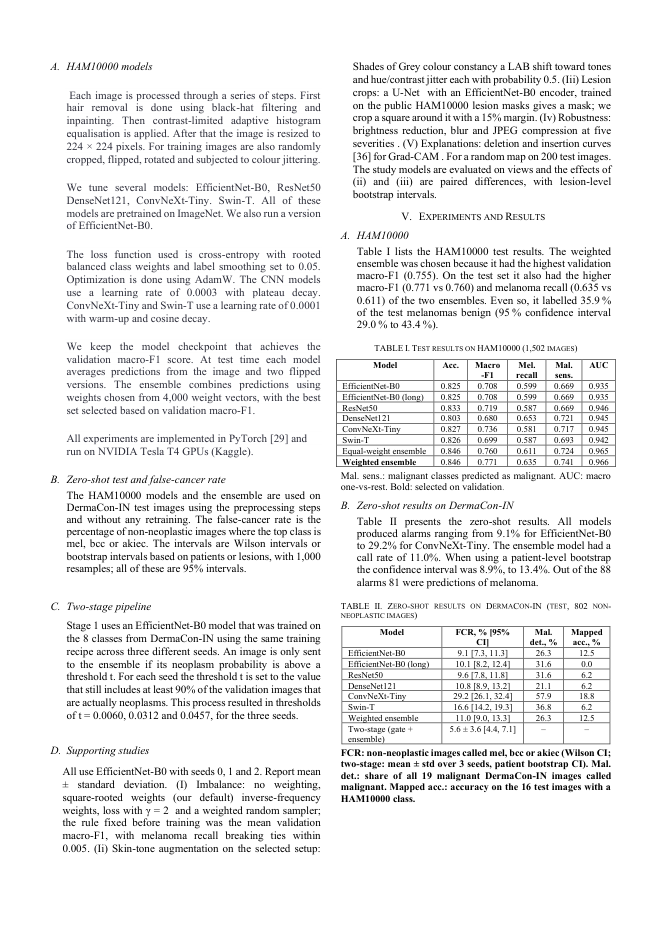 A. HAM10000 models
Each image is processed through a series of steps. First
hair removal is done using black-hat filtering and
inpainting. Then contrast-limited adaptive histogram
equalisation is applied. After that the image is resized to
224 × 224 pixels. For training images are also randomly
cropped, flipped, rotated and subjected to colour jittering.
We tune several models: EfficientNet-B0, ResNet50
DenseNet121, ConvNeXt-Tiny. Swin-T. All of these
models are pretrained on ImageNet. We also run a version
of EfficientNet-B0.
The loss function used is cross-entropy with rooted
balanced class weights and label smoothing set to 0.05.
Optimization is done using AdamW. The CNN models
use a learning rate of 0.0003 with plateau decay.
ConvNeXt-Tiny and Swin-T use a learning rate of 0.0001
with warm-up and cosine decay.
We keep the model checkpoint that achieves the
validation macro-F1 score. At test time each model
averages predictions from the image and two flipped
versions. The ensemble combines predictions using
weights chosen from 4,000 weight vectors, with the best
set selected based on validation macro-F1.
All experiments are implemented in PyTorch [29] and
run on NVIDIA Tesla T4 GPUs (Kaggle).
B. Zero-shot test and false-cancer rate
The HAM10000 models and the ensemble are used on
DermaCon-IN test images using the preprocessing steps
and without any retraining. The false-cancer rate is the
percentage of non-neoplastic images where the top class is
mel, bcc or akiec. The intervals are Wilson intervals or
bootstrap intervals based on patients or lesions, with 1,000
resamples; all of these are 95% intervals.
C. Two-stage pipeline
Stage 1 uses an EfficientNet-B0 model that was trained on
the 8 classes from DermaCon-IN using the same training
recipe across three different seeds. An image is only sent
to the ensemble if its neoplasm probability is above a
threshold t. For each seed the threshold t is set to the value
that still includes at least 90% of the validation images that
are actually neoplasms. This process resulted in thresholds
of t = 0.0060, 0.0312 and 0.0457, for the three seeds.
D. Supporting studies
All use EfficientNet-B0 with seeds 0, 1 and 2. Report mean
± standard deviation. (I) Imbalance: no weighting,
square-rooted weights (our default) inverse-frequency
weights, loss with γ = 2 and a weighted random sampler;
the rule fixed before training was the mean validation
macro-F1, with melanoma recall breaking ties within
0.005. (Ii) Skin-tone augmentation on the selected setup:
Shades of Grey colour constancy a LAB shift toward tones
and hue/contrast jitter each with probability 0.5. (Iii) Lesion
crops: a U-Net with an EfficientNet-B0 encoder, trained
on the public HAM10000 lesion masks gives a mask; we
crop a square around it with a 15% margin. (Iv) Robustness:
brightness reduction, blur and JPEG compression at five
severities . (V) Explanations: deletion and insertion curves
[36] for Grad-CAM . For a random map on 200 test images.
The study models are evaluated on views and the effects of
(ii) and (iii) are paired differences, with lesion-level
bootstrap intervals.
V. EXPERIMENTS AND RESULTS
A. HAM10000
Table I lists the HAM10000 test results. The weighted
ensemble was chosen because it had the highest validation
macro-F1 (0.755). On the test set it also had the higher
macro-F1 (0.771 vs 0.760) and melanoma recall (0.635 vs
0.611) of the two ensembles. Even so, it labelled 35.9 %
of the test melanomas benign (95 % confidence interval
29.0 % to 43.4 %).
TABLE I. TEST RESULTS ON HAM10000 (1,502 IMAGES)
Model Acc. Macro -F1 Mel. recall Mal. sens. AUC
EfficientNet-B0 0.825 0.708 0.599 0.669 0.935
EfficientNet-B0 (long) 0.825 0.708 0.599 0.669 0.935
ResNet50 0.833 0.719 0.587 0.669 0.946
DenseNet121 0.803 0.680 0.653 0.721 0.945
ConvNeXt-Tiny 0.827 0.736 0.581 0.717 0.945
Swin-T 0.826 0.699 0.587 0.693 0.942
Equal-weight ensemble 0.846 0.760 0.611 0.724 0.965
Weighted ensemble 0.846 0.771 0.635 0.741 0.966
Mal. sens.: malignant classes predicted as malignant. AUC: macro
one-vs-rest. Bold: selected on validation.
B. Zero-shot results on DermaCon-IN
Table II presents the zero-shot results. All models
produced alarms ranging from 9.1% for EfficientNet-B0
to 29.2% for ConvNeXt-Tiny. The ensemble model had a
call rate of 11.0%. When using a patient-level bootstrap
the confidence interval was 8.9%, to 13.4%. Out of the 88
alarms 81 were predictions of melanoma.
TABLE II. ZERO-SHOT RESULTS ON DERMACON-IN (TEST, 802 NON-
NEOPLASTIC IMAGES)
Model FCR, % [95% CI] Mal. det., % Mapped acc., %
EfficientNet-B0 9.1 [7.3, 11.3] 26.3 12.5
EfficientNet-B0 (long) 10.1 [8.2, 12.4] 31.6 0.0
ResNet50 9.6 [7.8, 11.8] 31.6 6.2
DenseNet121 10.8 [8.9, 13.2] 21.1 6.2
ConvNeXt-Tiny 29.2 [26.1, 32.4] 57.9 18.8
Swin-T 16.6 [14.2, 19.3] 36.8 6.2
Weighted ensemble 11.0 [9.0, 13.3] 26.3 12.5
Two-stage (gate + ensemble) 5.6 ± 3.6 [4.4, 7.1] – –
FCR: non-neoplastic images called mel, bcc or akiec (Wilson CI;
two-stage: mean ± std over 3 seeds, patient bootstrap CI). Mal.
det.: share of all 19 malignant DermaCon-IN images called
malignant. Mapped acc.: accuracy on the 16 test images with a
HAM10000 class.